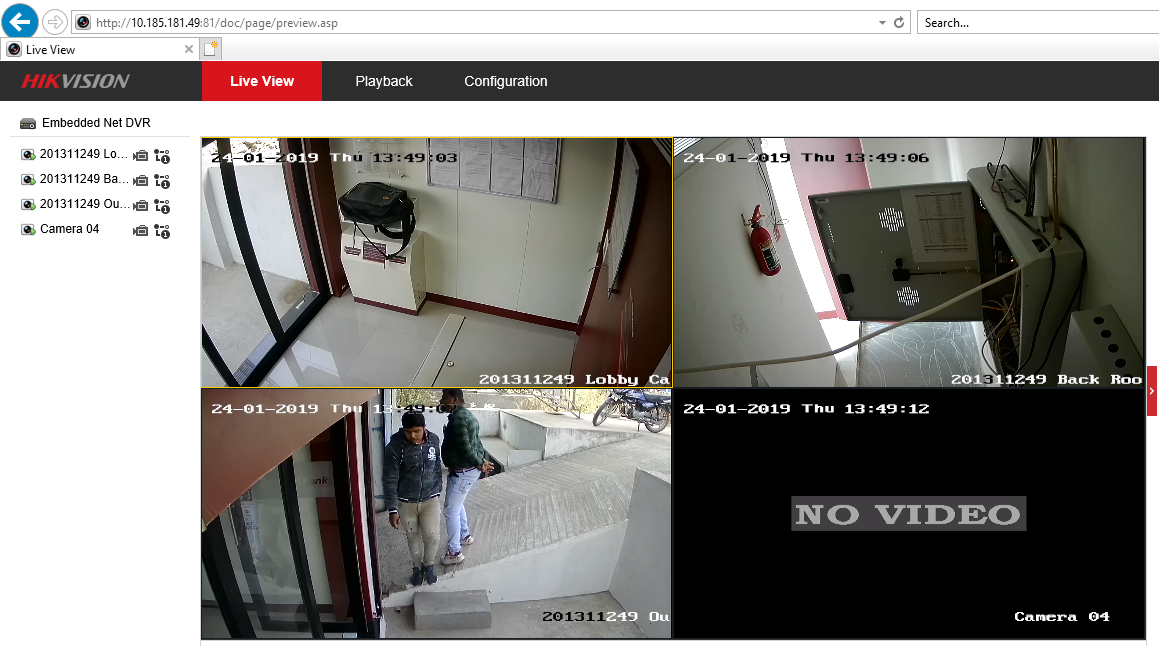 http://10.185.181.49:81/doc/page/preview.asp
Search...
Live View
HIKVISION
Live View
Playback
Configuration
Embedded Net DVR
201311249 Lo...
201311249 Ba...
201311249 Ou...
Camera 04
24-01-2019 Thu 13:49:03
201311249 Lobby Ca
24-01-2019 Thu 13:49:06
201311249 Back Roo
24-01-2019 Thu
201311249 Ou
24-01-2019 Thu 13:49:12
NO VIDEO
Camera 04